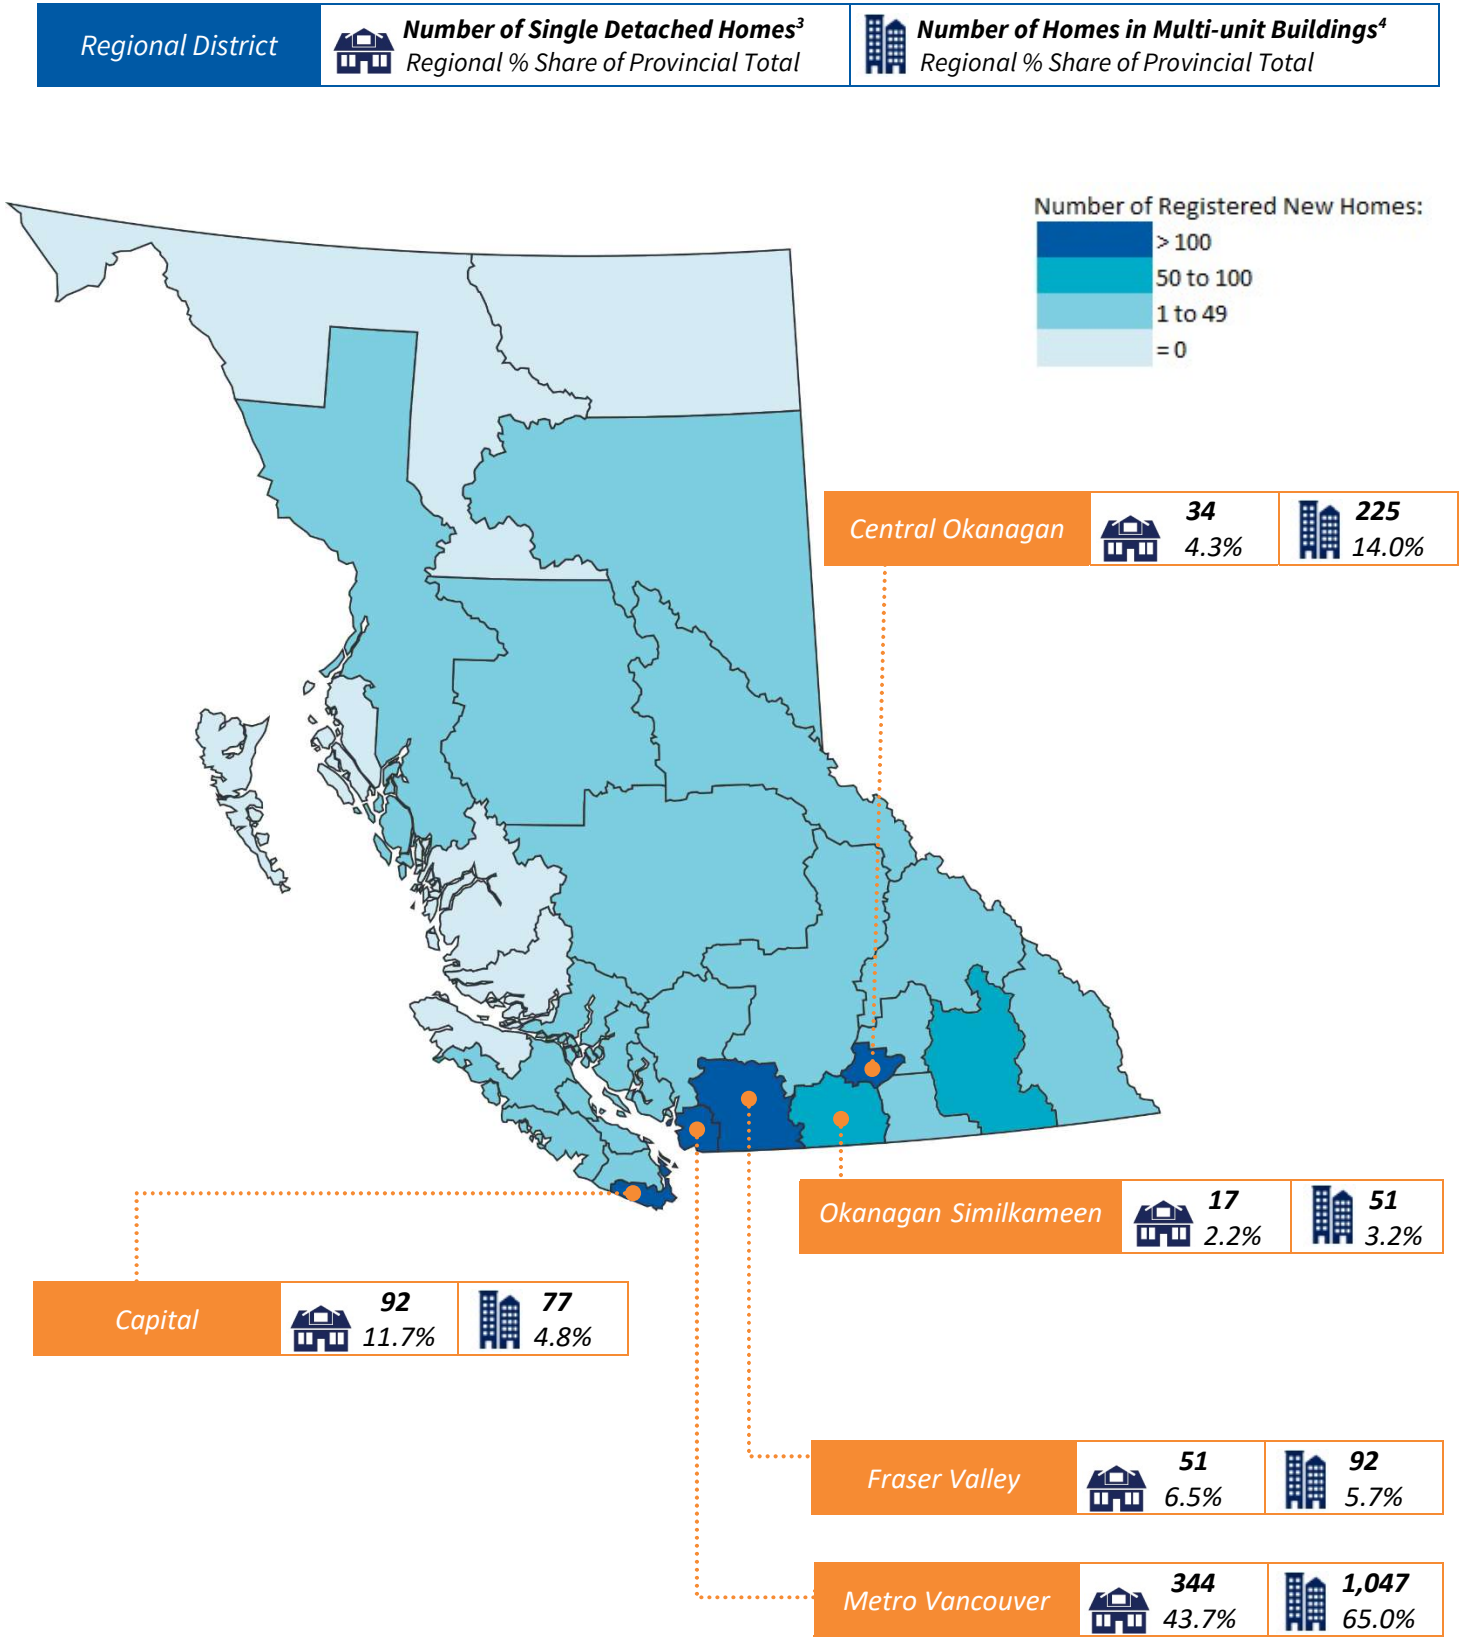 Regional District
Number of Single Detached Homes³
Regional % Share of Provincial Total
Number of Homes in Multi-unit Buildings⁴
Regional % Share of Provincial Total
Number of Registered New Homes:
> 100
50 to 100
1 to 49
= 0
Central Okanagan
34
4.3%
225
14.0%
Okanagan Similkameen
17
2.2%
51
3.2%
Capital
92
11.7%
77
4.8%
Fraser Valley
51
6.5%
92
5.7%
Metro Vancouver
344
43.7%
1,047
65.0%